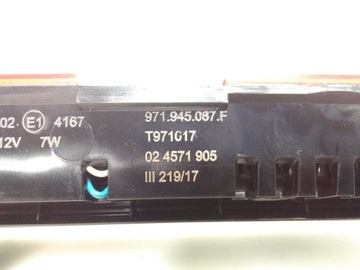 02. E1 4167 971.945.087.F
12V 7W T971017
02 4571 905
III 219/17